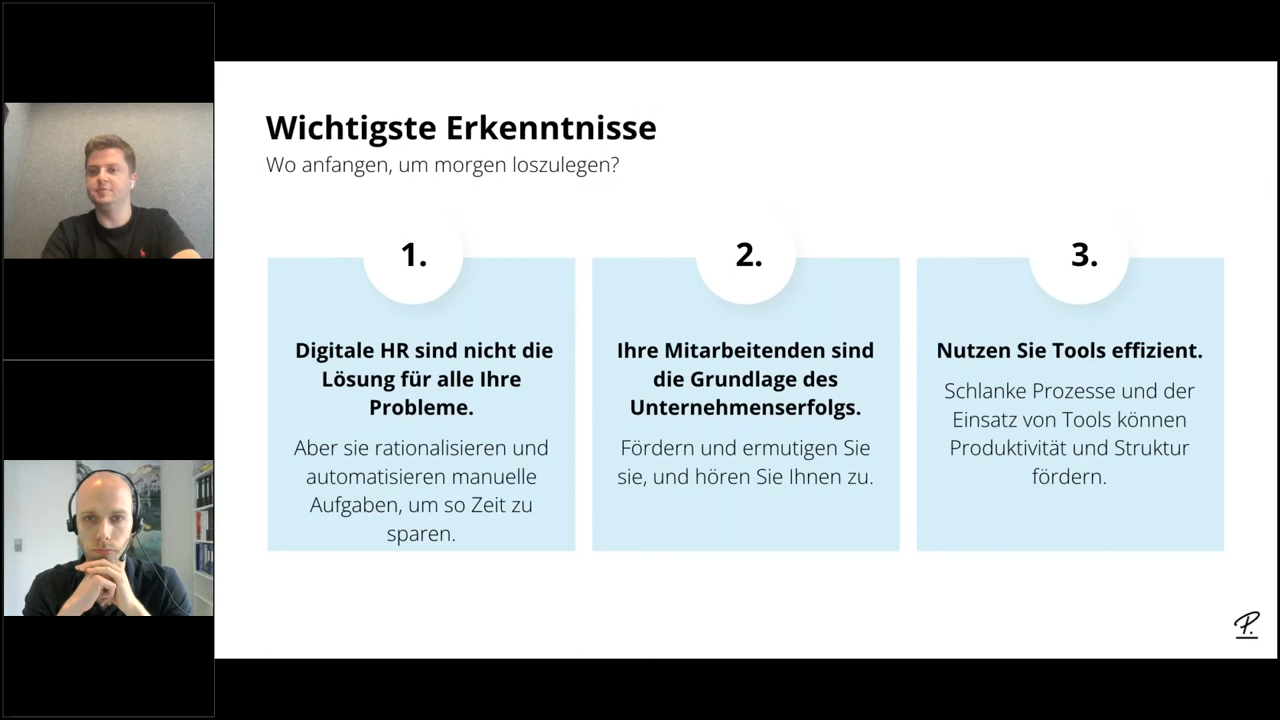 Wichtigste Erkenntnisse
Wo anfangen, um morgen loszulegen?
1.
Digitale HR sind nicht die
Lösung für alle Ihre
Probleme.
Aber sie rationalisieren und
automatisieren manuelle
Aufgaben, um so Zeit zu
sparen.
2.
Ihre Mitarbeitenden sind
die Grundlage des
Unternehmenserfolgs.
Fördern und ermutigen Sie
sie, und hören Sie Ihnen zu.
3.
Nutzen Sie Tools effizient.
Schlanke Prozesse und der
Einsatz von Tools können
Produktivität und Struktur
fördern.
P.